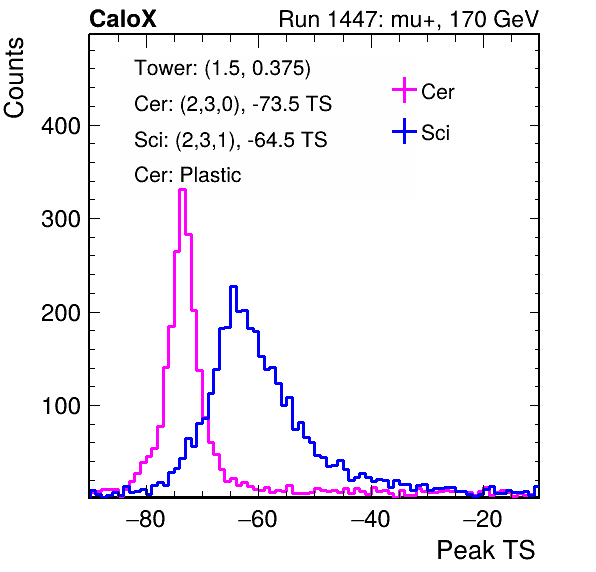 CaloX Run 1447: mu+, 170 GeV
Counts
Tower: (1.5, 0.375)
Cer: (2,3,0), -73.5 TS
Sci: (2,3,1), -64.5 TS
Cer: Plastic
Cer
Sci
400
300
200
100
−80 −60 −40 −20
Peak TS